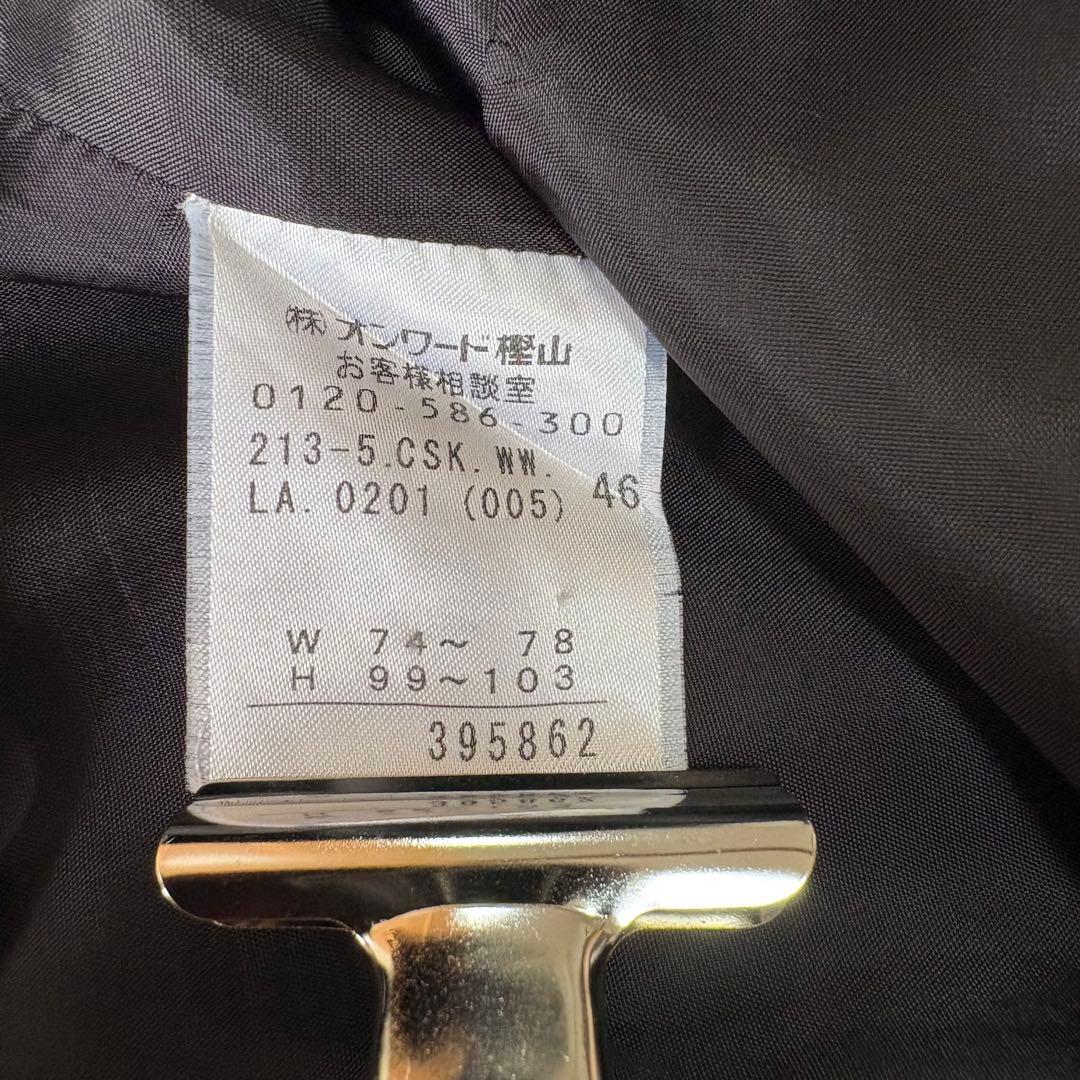 (株)オンワード樫山
お客様相談室
0120-586-300
213-5.CSK.WW.
LA.0201 (005) 46
W 74～ 78
H 99～103
395862